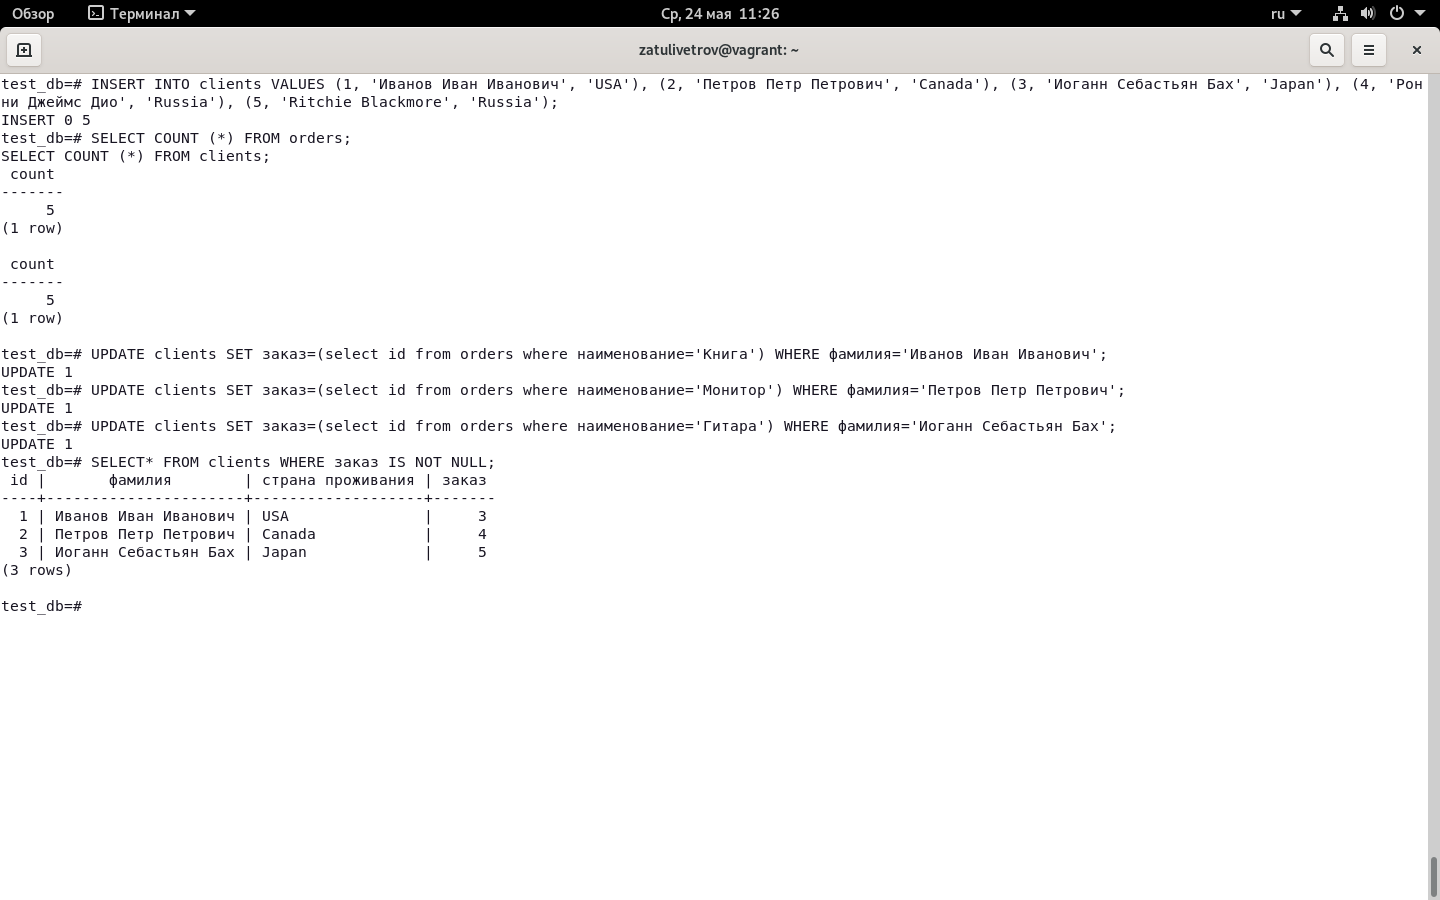 Обзор Терминал Ср, 24 мая 11:26 ru
zatulivetrov@vagrant: ~
test_db=# INSERT INTO clients VALUES (1, 'Иванов Иван Иванович', 'USA'), (2, 'Петров Петр Петрович', 'Canada'), (3, 'Иоганн Себастьян Бах', 'Japan'), (4, 'Рон
ни Джеймс Дио', 'Russia'), (5, 'Ritchie Blackmore', 'Russia');
INSERT 0 5
test_db=# SELECT COUNT (*) FROM orders;
SELECT COUNT (*) FROM clients;
 count
-------
     5
(1 row)

 count
-------
     5
(1 row)

test_db=# UPDATE clients SET заказ=(select id from orders where наименование='Книга') WHERE фамилия='Иванов Иван Иванович';
UPDATE 1
test_db=# UPDATE clients SET заказ=(select id from orders where наименование='Монитор') WHERE фамилия='Петров Петр Петрович';
UPDATE 1
test_db=# UPDATE clients SET заказ=(select id from orders where наименование='Гитара') WHERE фамилия='Иоганн Себастьян Бах';
UPDATE 1
test_db=# SELECT* FROM clients WHERE заказ IS NOT NULL;
 id |       фамилия        | страна проживания | заказ
----+----------------------+-------------------+-------
  1 | Иванов Иван Иванович | USA               |     3
  2 | Петров Петр Петрович | Canada            |     4
  3 | Иоганн Себастьян Бах | Japan             |     5
(3 rows)

test_db=#